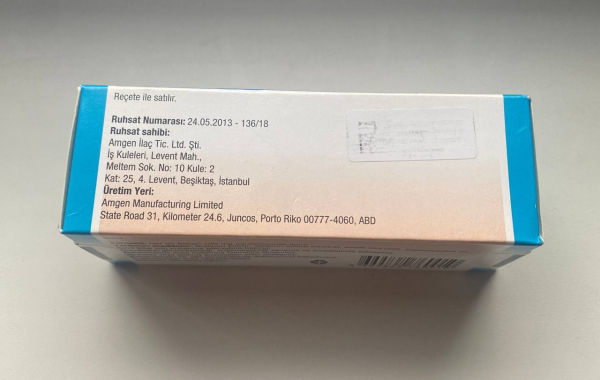 Reçete ile satılır.
Ruhsat Numarası: 24.05.2013 - 136/18
Ruhsat sahibi:
Amgen İlaç Tic. Ltd. Şti.
İş Kuleleri, Levent Mah.,
Meltem Sok. No: 10 Kule: 2
Kat: 25, 4. Levent, Beşiktaş, İstanbul
Üretim Yeri:
Amgen Manufacturing Limited
State Road 31, Kilometer 24.6, Juncos, Porto Riko 00777-4060, ABD